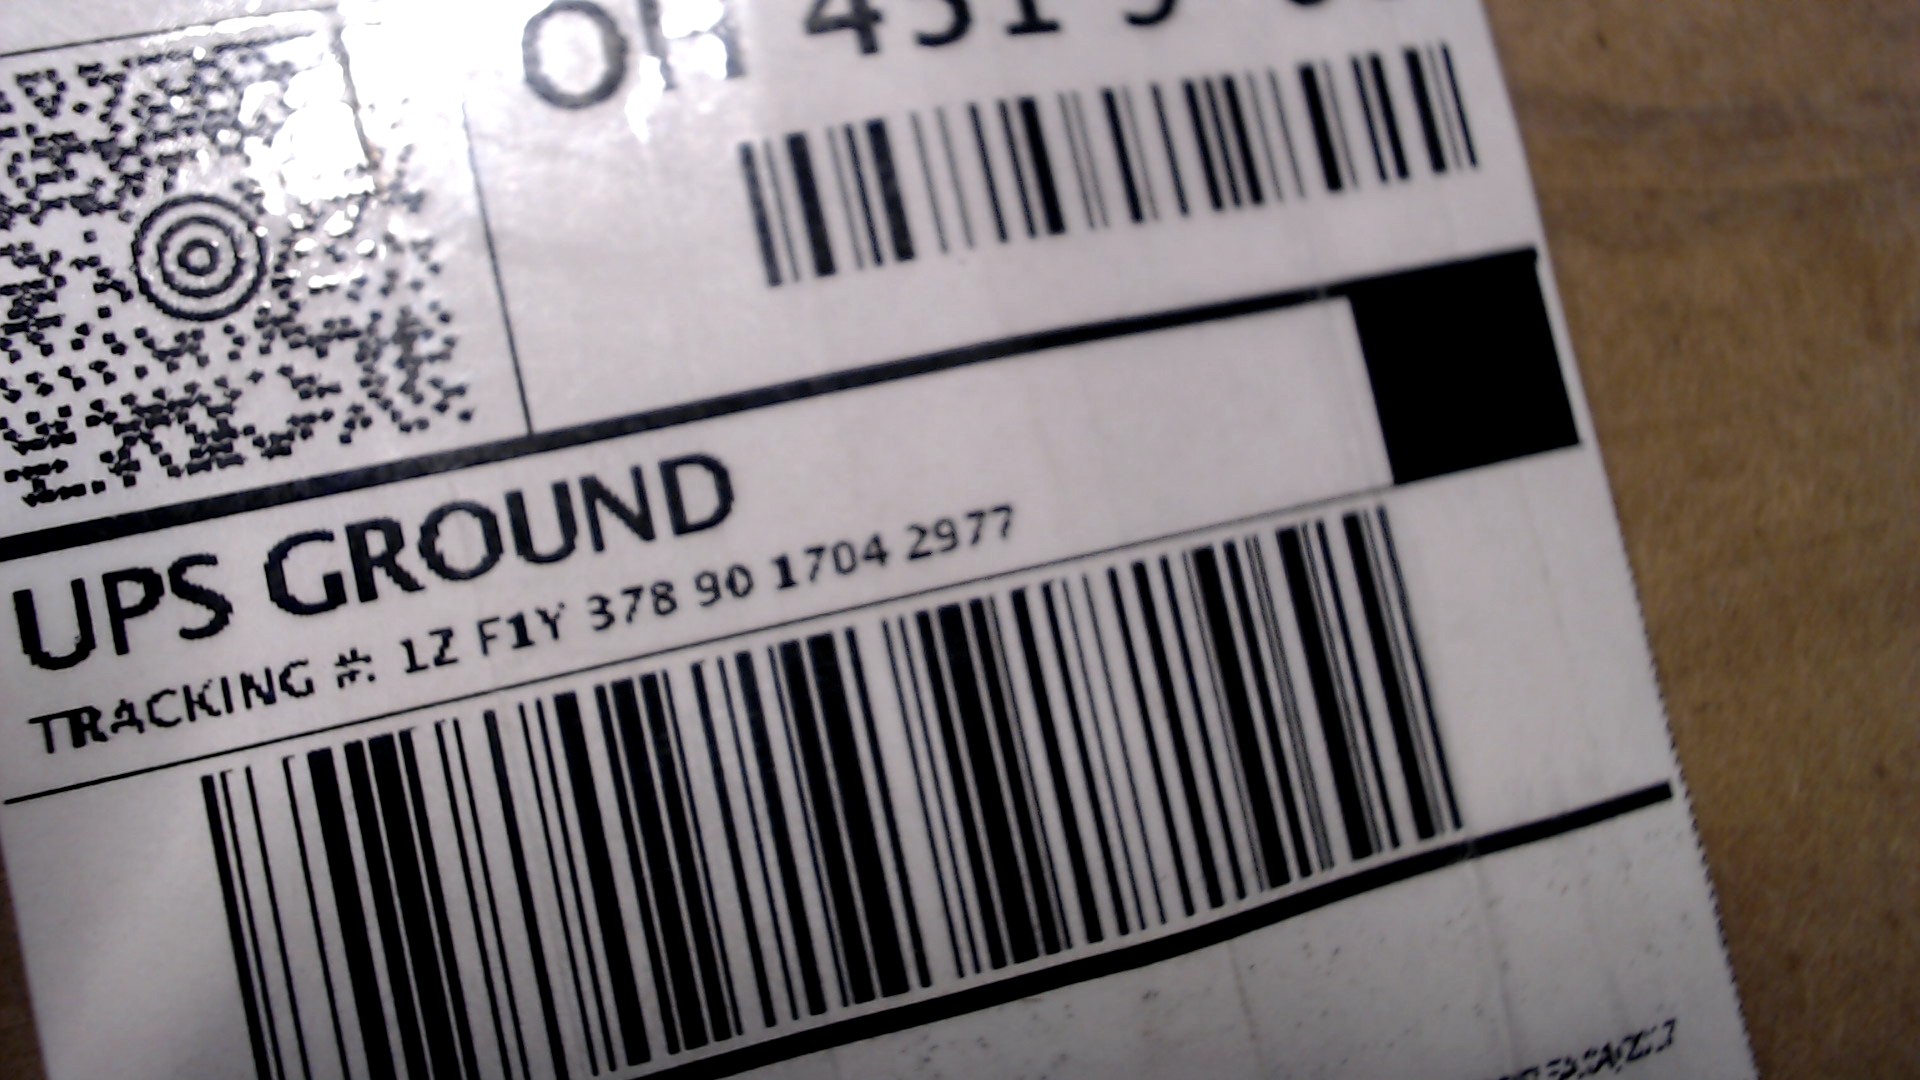 UPS GROUND
TRACKING #: 1Z F1Y 378 90 1704 2977